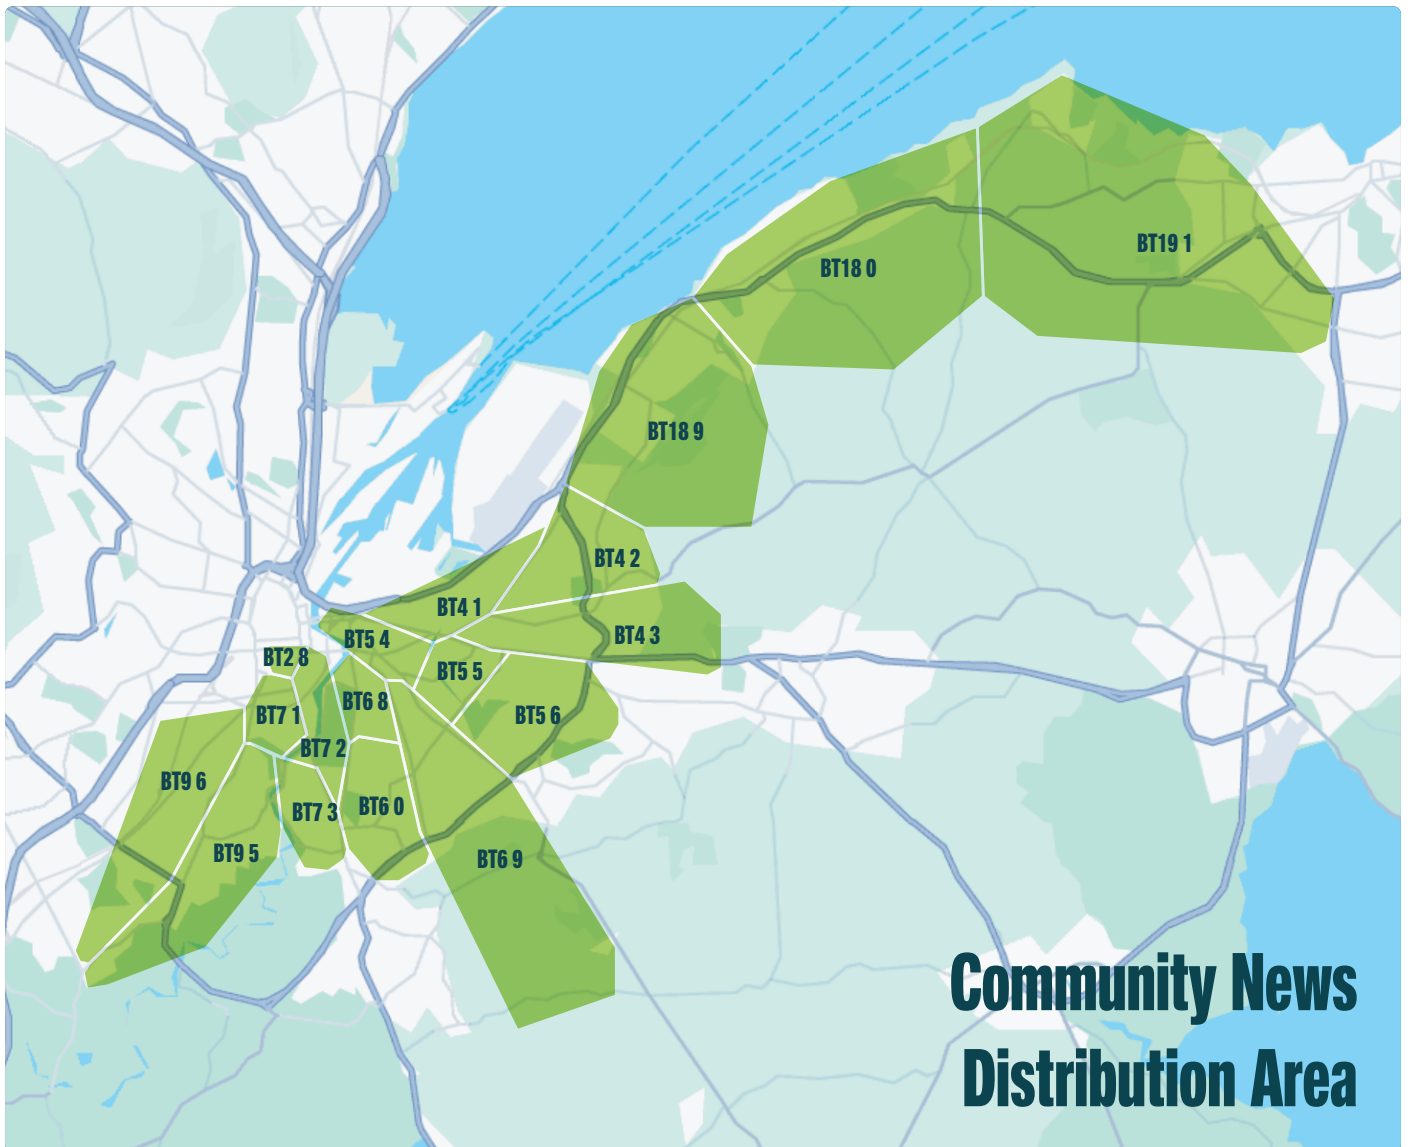 BT19 1
BT18 0
BT18 9
BT4 2
BT4 1
BT4 3
BT5 4
BT2 8
BT5 5
BT6 8
BT7 1
BT5 6
BT7 2
BT9 6
BT6 0
BT7 3
BT9 5
BT6 9
Community News
Distribution Area